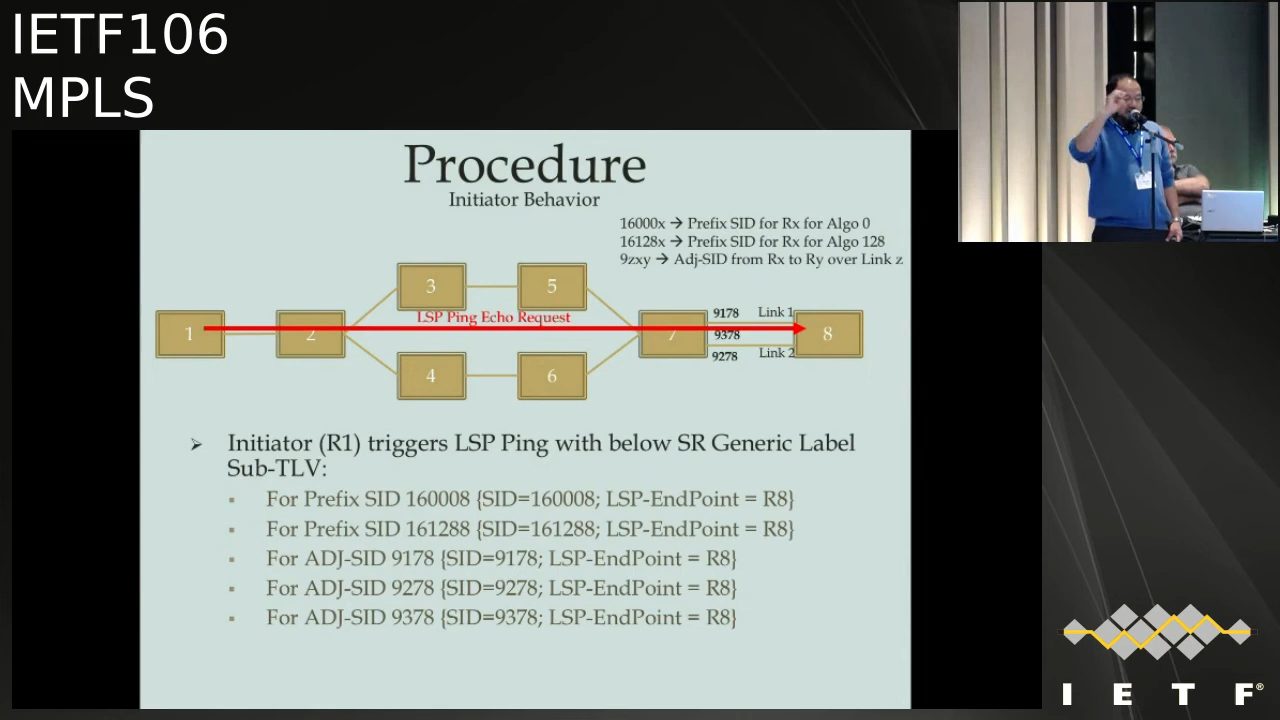 IETF106
MPLS
Procedure
Initiator Behavior
16000x → Prefix SID for Rx for Algo 0
16128x → Prefix SID for Rx for Algo 128
9zxy → Adj-SID from Rx to Ry over Link z
3
5
LSP Ping Echo Request
9178
Link 1
1
2
7
9378
8
9278
Link 2
4
6
➢ Initiator (R1) triggers LSP Ping with below SR Generic Label
Sub-TLV:
▪ For Prefix SID 160008 {SID=160008; LSP-EndPoint = R8}
▪ For Prefix SID 161288 {SID=161288; LSP-EndPoint = R8}
▪ For ADJ-SID 9178 {SID=9178; LSP-EndPoint = R8}
▪ For ADJ-SID 9278 {SID=9278; LSP-EndPoint = R8}
▪ For ADJ-SID 9378 {SID=9378; LSP-EndPoint = R8}
I E T F®